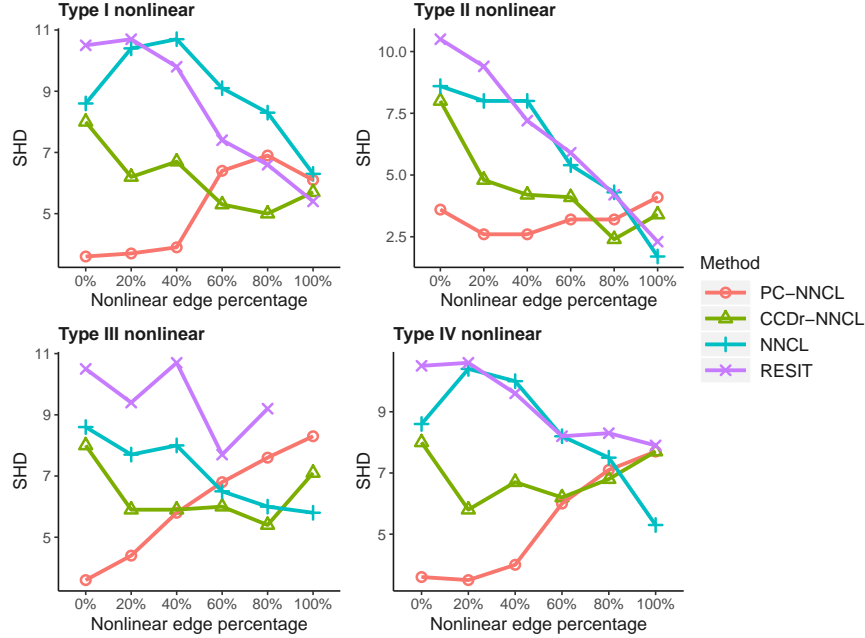 Type I nonlinear
11
9
7
5
SHD
0% 20% 40% 60% 80% 100%
Nonlinear edge percentage
Type II nonlinear
10.0
7.5
5.0
2.5
SHD
0% 20% 40% 60% 80% 100%
Nonlinear edge percentage
Type III nonlinear
11
9
7
5
SHD
0% 20% 40% 60% 80% 100%
Nonlinear edge percentage
Type IV nonlinear
9
7
5
SHD
0% 20% 40% 60% 80% 100%
Nonlinear edge percentage
Method
PC−NNCL
CCDr−NNCL
NNCL
RESIT